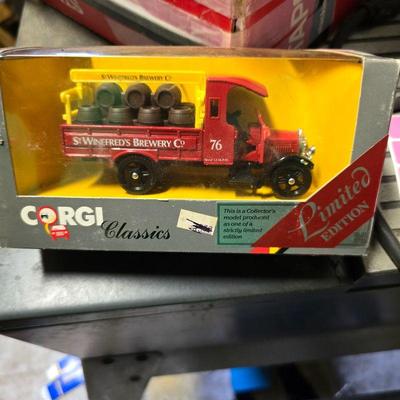 ST WINEFRED'S BREWERY CO
ST WINEFRED'S BREWERY CO
76
CORGI
Classics
This is a Collector's
model produced
as one of a
strictly limited
edition
Limited
EDITION